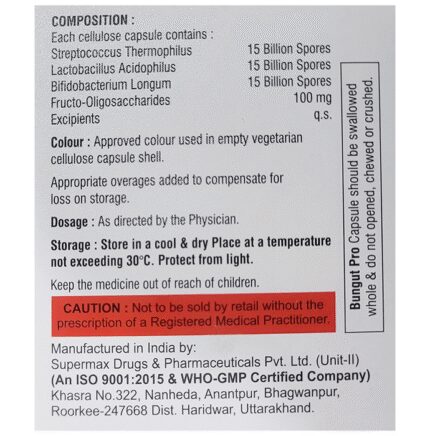 COMPOSITION :
Each cellulose capsule contains :
Streptococcus Thermophilus 15 Billion Spores
Lactobacillus Acidophilus 15 Billion Spores
Bifidobacterium Longum 15 Billion Spores
Fructo-Oligosaccharides 100 mg
Excipients q.s.
Colour : Approved colour used in empty vegetarian
cellulose capsule shell.
Appropriate overages added to compensate for
loss on storage.
Dosage : As directed by the Physician.
Storage : Store in a cool & dry Place at a temperature
not exceeding 30°C. Protect from light.
Keep the medicine out of reach of children.
CAUTION : Not to be sold by retail without the
prescription of a Registered Medical Practitioner.
Manufactured in India by:
Supermax Drugs & Pharmaceuticals Pvt. Ltd. (Unit-II)
(An ISO 9001:2015 & WHO-GMP Certified Company)
Khasra No.322, Nanheda, Anantpur, Bhagwanpur,
Roorkee-247668 Dist. Haridwar, Uttarakhand.
Bungut Pro Capsule should be swallowed
whole & do not opened, chewed or crushed.